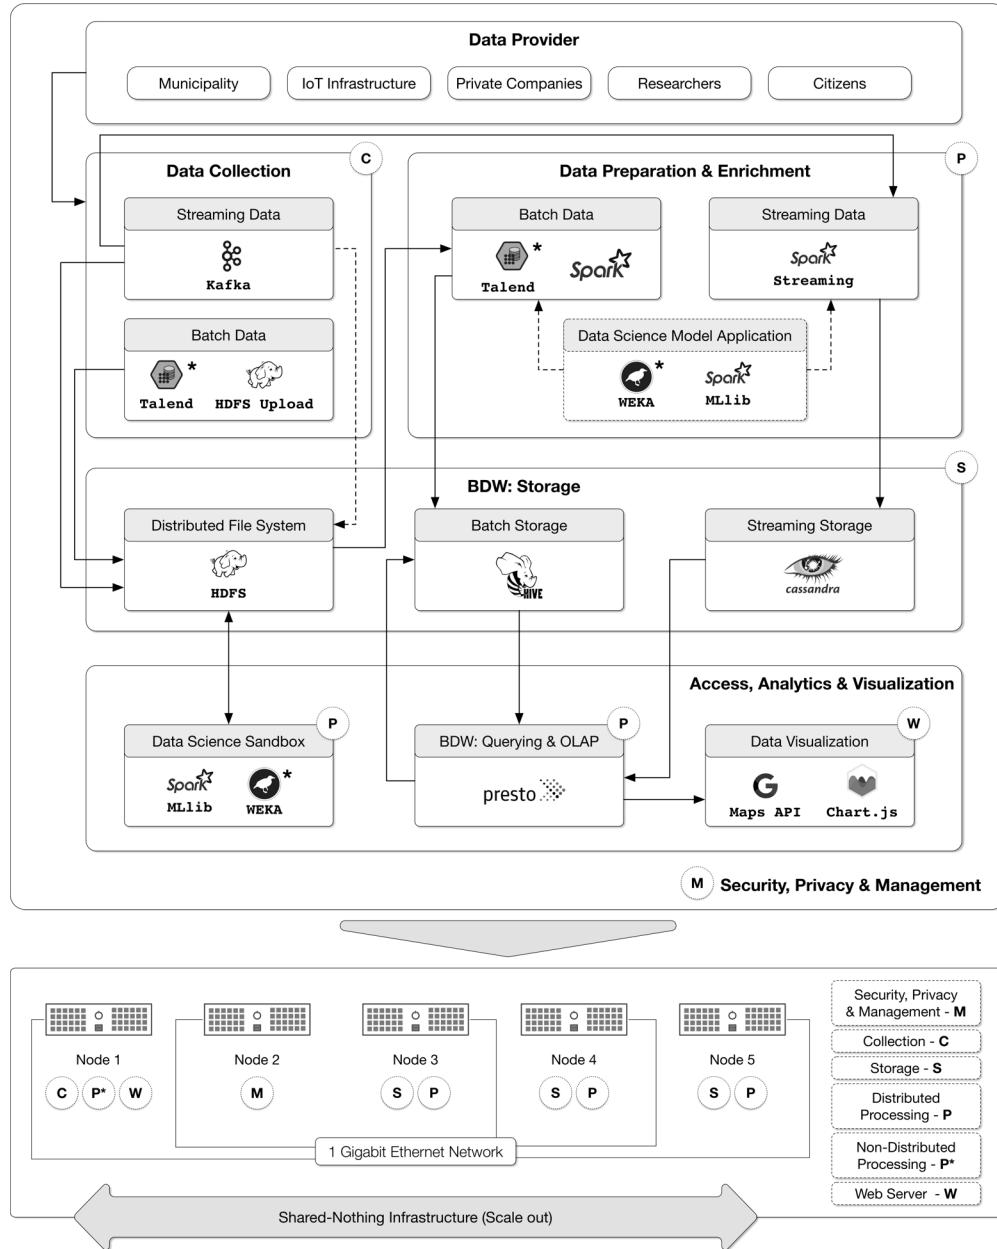 Data Provider
Municipality
IoT Infrastructure
Private Companies
Researchers
Citizens
C
Data Collection
Streaming Data
Kafka
Batch Data
*
Talend
HDFS Upload
P
Data Preparation & Enrichment
Batch Data
*
Talend
Spark
Streaming Data
Spark
Streaming
Data Science Model Application
*
WEKA
Spark
MLlib
S
BDW: Storage
Distributed File System
HDFS
Batch Storage
HIVE
Streaming Storage
cassandra
Access, Analytics & Visualization
P
Data Science Sandbox
Spark
MLlib
*
WEKA
P
BDW: Querying & OLAP
presto
W
Data Visualization
G
Maps API
Chart.js
M
Security, Privacy & Management
Node 1
C
P*
W
Node 2
M
Node 3
S
P
Node 4
S
P
Node 5
S
P
1 Gigabit Ethernet Network
Shared-Nothing Infrastructure (Scale out)
Security, Privacy
& Management - M
Collection - C
Storage - S
Distributed
Processing - P
Non-Distributed
Processing - P*
Web Server - W